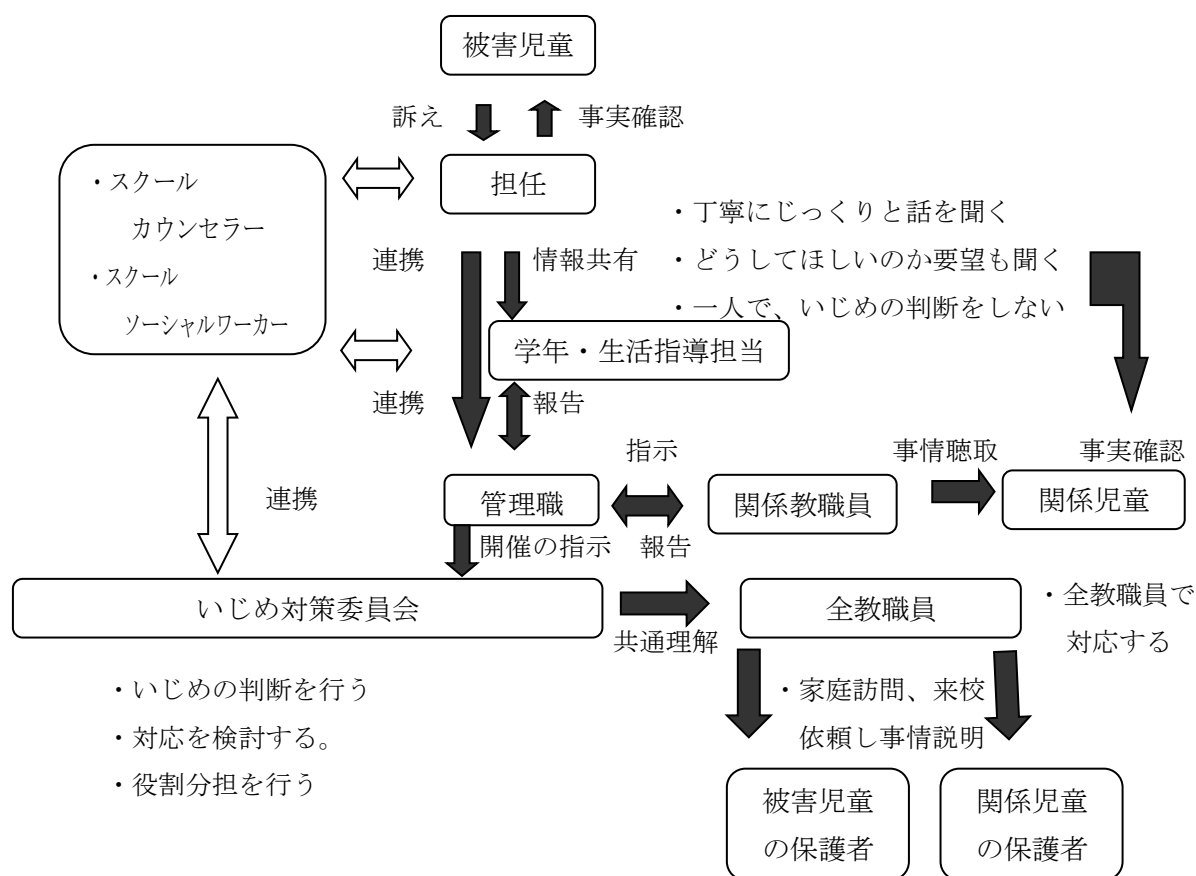 被害児童
訴え
事実確認
・スクール
カウンセラー
・スクール
ソーシャルワーカー
担任
・丁寧にじっくりと話を聞く
連携
情報共有
・どうしてほしいのか要望も聞く
・一人で、いじめの判断をしない
学年・生活指導担当
連携
報告
指示
事情聴取
事実確認
連携
管理職
関係教職員
関係児童
開催の指示
報告
いじめ対策委員会
全教職員
・全教職員で
対応する
共通理解
・いじめの判断を行う
・対応を検討する。
・役割分担を行う
・家庭訪問、来校
依頼し事情説明
被害児童
の保護者
関係児童
の保護者